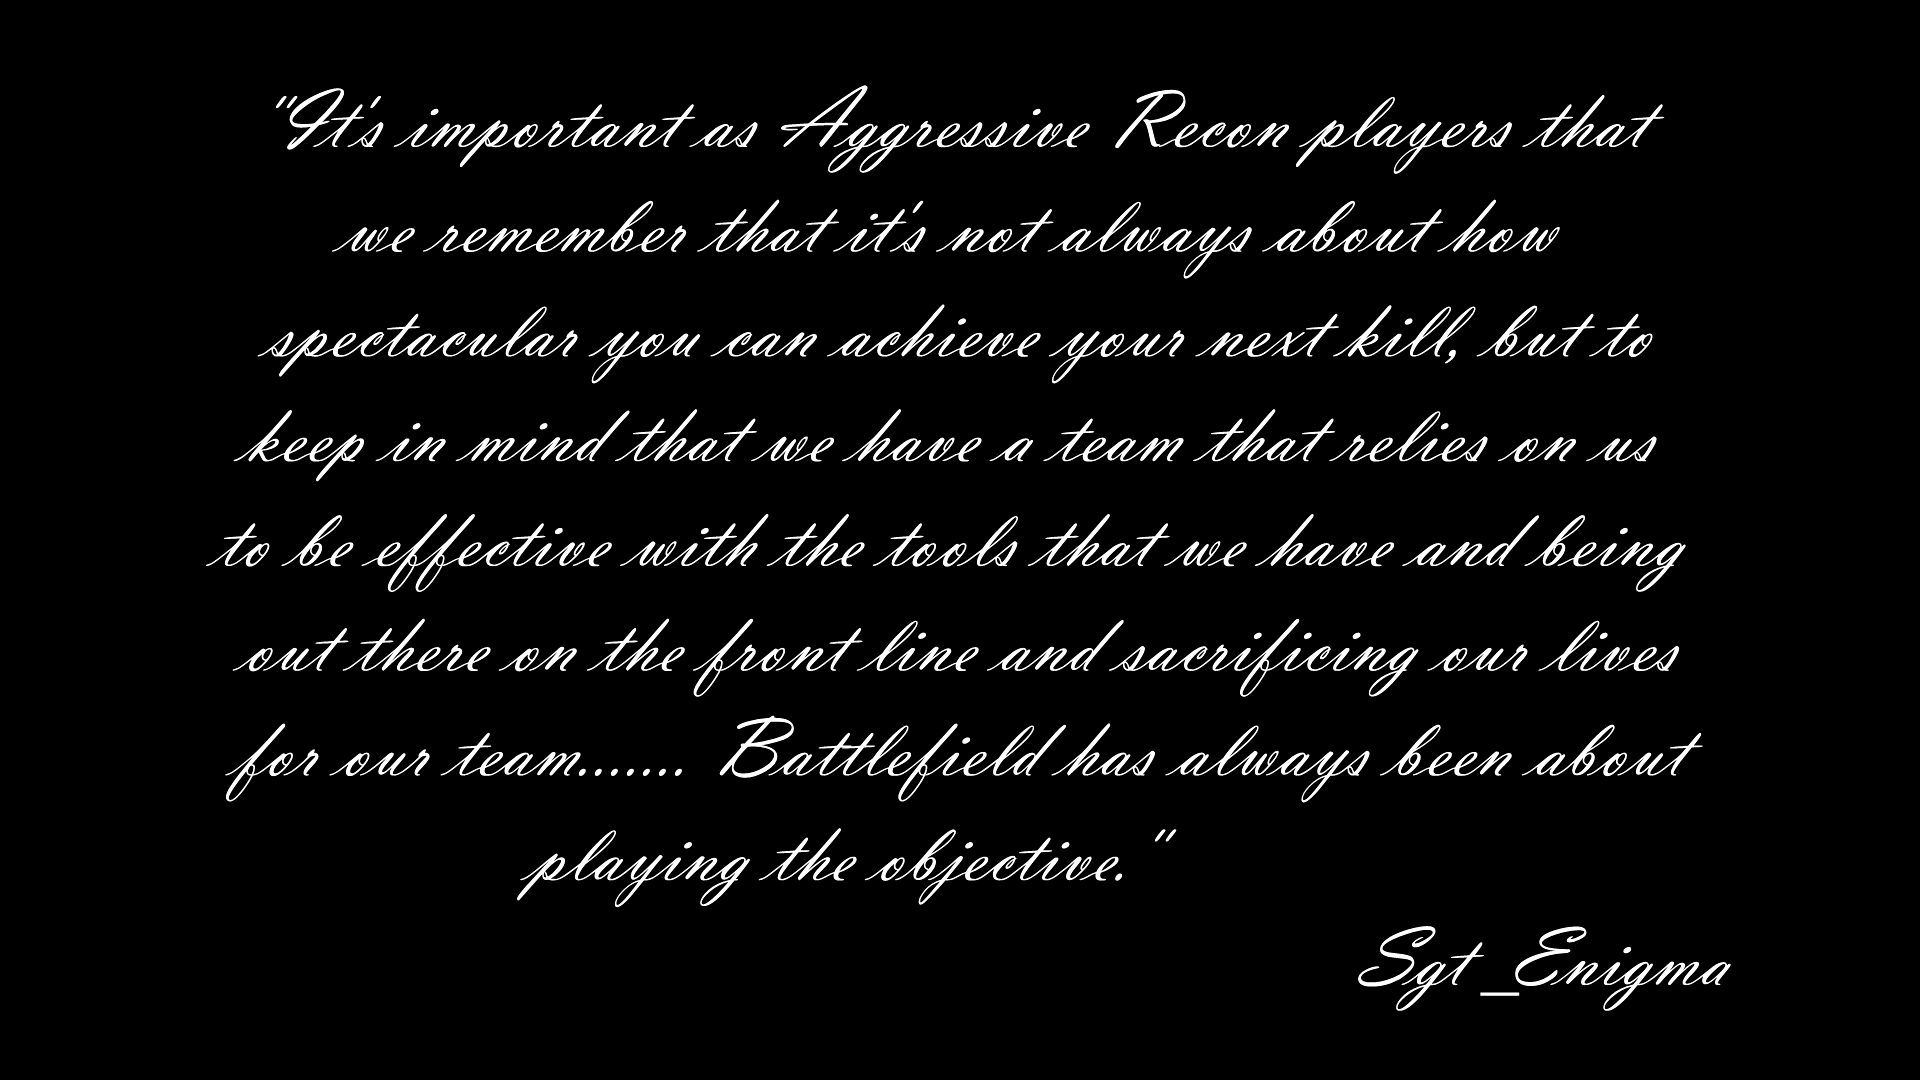 "It's important as Aggressive Recon players that
we remember that it's not always about how
spectacular you can achieve your next kill, but to
keep in mind that we have a team that relies on us
to be effective with the tools that we have and being
out there on the front line and sacrificing our lives
for our team....... Battlefield has always been about
playing the objective."
Sgt_Enigma